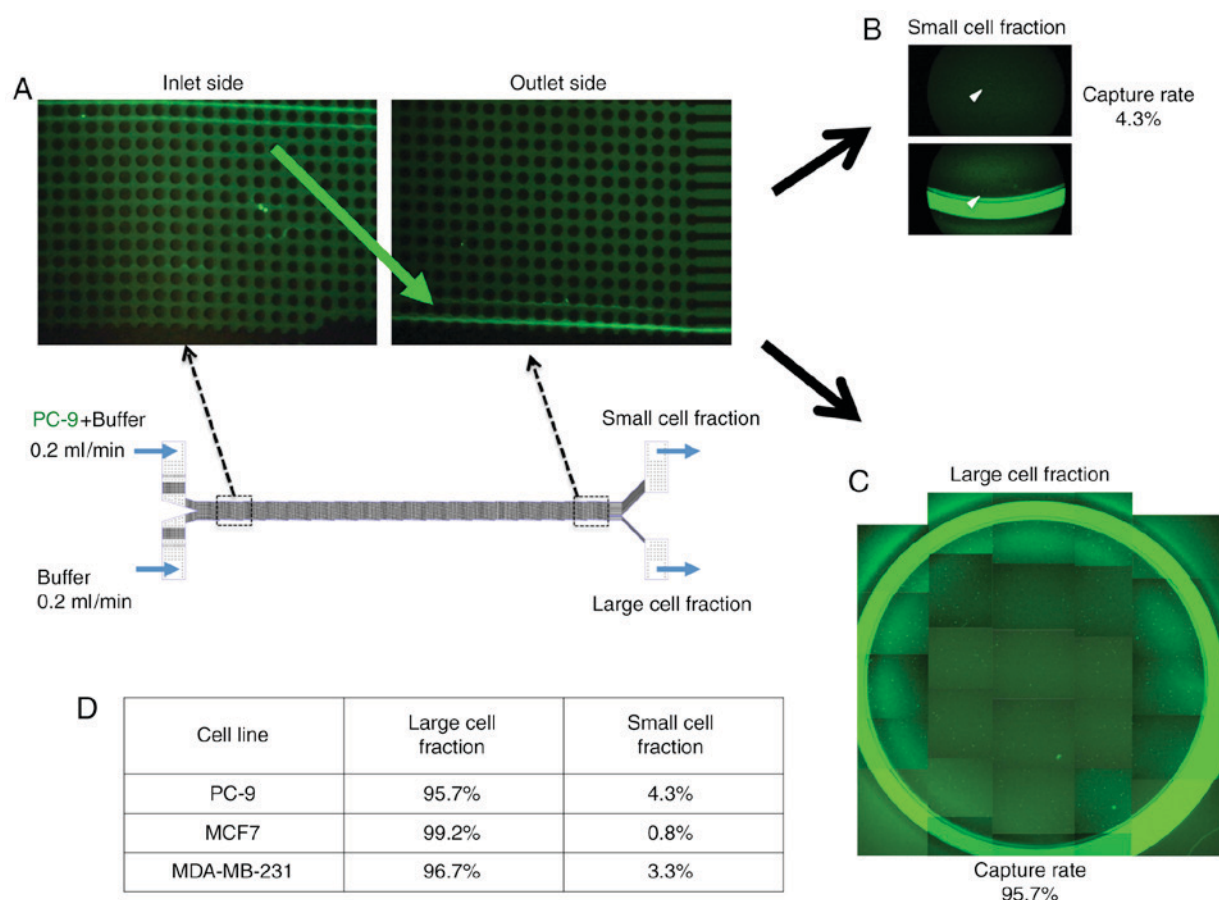 A
Inlet side
Outlet side
B
Small cell fraction
Capture rate
4.3%
PC-9+Buffer
0.2 ml/min
Buffer
0.2 ml/min
Small cell fraction
Large cell fraction
C
Large cell fraction
Capture rate
95.7%
D
Cell line
Large cell
fraction
Small cell
fraction
PC-9
95.7%
4.3%
MCF7
99.2%
0.8%
MDA-MB-231
96.7%
3.3%